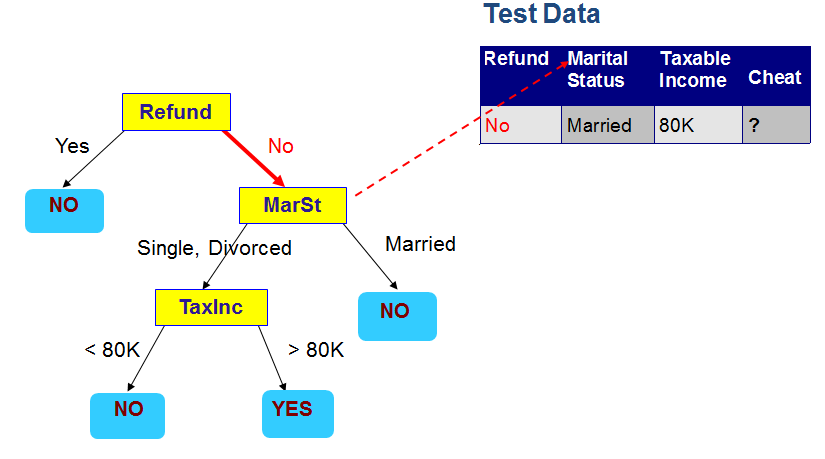 Test Data
Refund Marital Status Taxable Income Cheat
No Married 80K ?
Refund
Yes No
NO MarSt
Single, Divorced Married
TaxInc NO
< 80K > 80K
NO YES